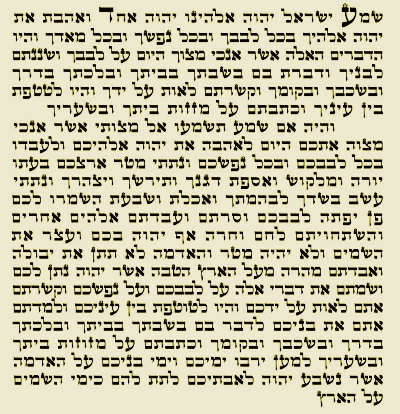 שמע ישראל יהוה אלהינו יהוה אחד ואהבת את
יהוה אלהיך בכל לבבך ובכל נפשך ובכל מאדך והיו
הדברים האלה אשר אנכי מצוך היום על לבבך ושננתם
לבניך ודברת בם בשבתך בביתך ובלכתך בדרך
ובשכבך ובקומך וקשרתם לאות על ידך והיו לטטפת
בין עיניך וכתבתם על מזזות ביתך ובשעריך
והיה אם שמע תשמעו אל מצותי אשר אנכי
מצוה אתכם היום לאהבה את יהוה אלהיכם ולעבדו
בכל לבבכם ובכל נפשכם ונתתי מטר ארצכם בעתו
יורה ומלקוש ואספת דגנך ותירשך ויצהרך ונתתי
עשב בשדך לבהמתך ואכלת ושבעת השמרו לכם
פן יפתה לבבכם וסרתם ועבדתם אלהים אחרים
והשתחויתם להם וחרה אף יהוה בכם ועצר את
השמים ולא יהיה מטר והאדמה לא תתן את יבולה
ואבדתם מהרה מעל הארץ הטבה אשר יהוה נתן לכם
ושמתם את דברי אלה על לבבכם ועל נפשכם וקשרתם
אתם לאות על ידכם והיו לטוטפת בין עיניכם ולמדתם
אתם את בניכם לדבר בם בשבתך בביתך ובלכתך
בדרך ובשכבך ובקומך וכתבתם על מזוזות ביתך
ובשעריך למען ירבו ימיכם וימי בניכם על האדמה
אשר נשבע יהוה לאבתיכם לתת להם כימי השמים
על הארץ